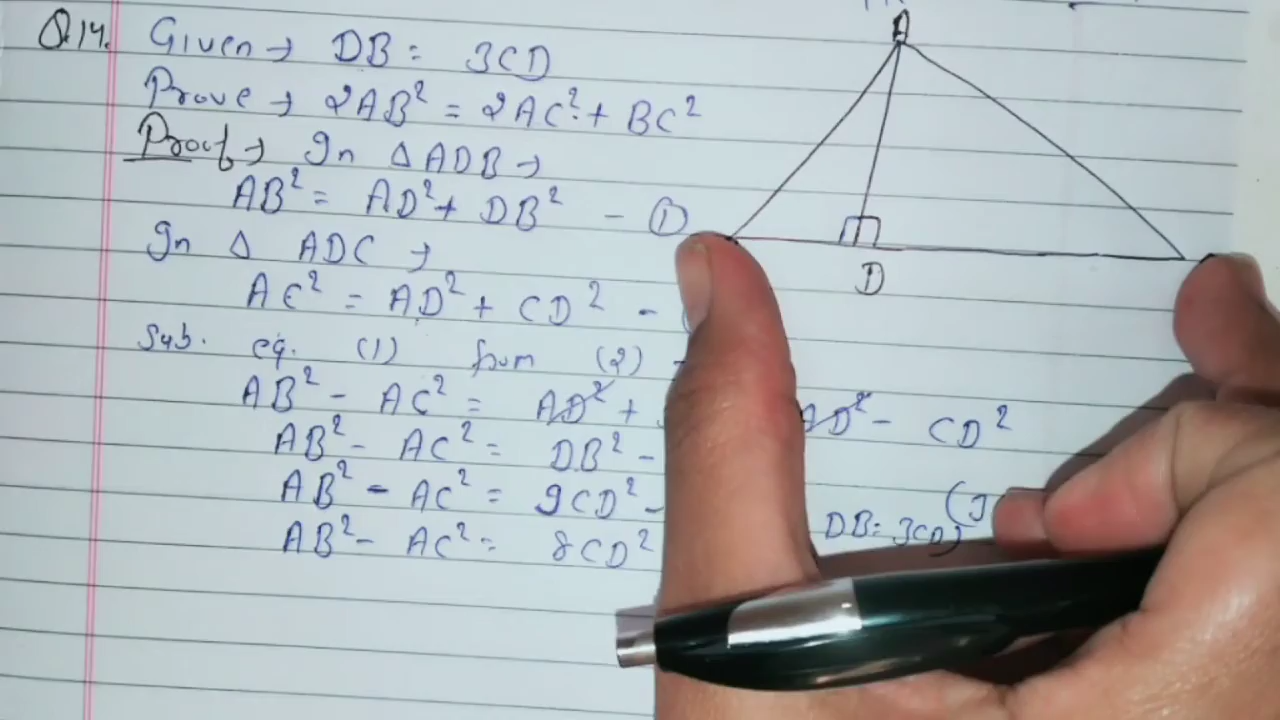 Q.14. Given → DB = 3CD
Prove → 2AB² = 2AC² + BC²
Proof → In △ADB →
AB² = AD² + DB² - ①
In △ ADC →
AC² = AD² + CD² -
Sub. eq. (1) from (2)
AB² - AC² = AD² + AD² - CD²
AB² - AC² = DB² -
AB² - AC² = 9CD² -
DB = 3CD)
AB² - AC² = 8CD²
A
D